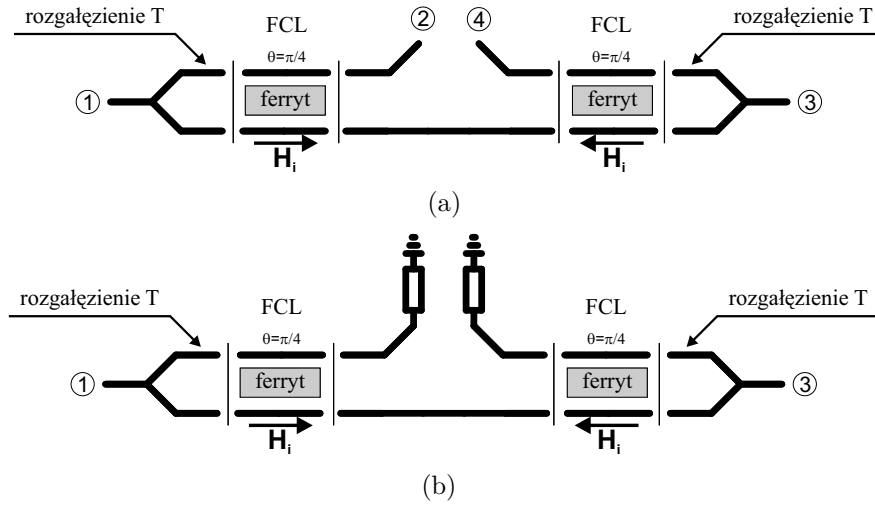 rozgałęzienie T FCL ② ④ FCL rozgałęzienie T
θ=π/4 θ=π/4
① ferryt ferryt ③
Hᵢ Hᵢ
(a)
rozgałęzienie T FCL FCL rozgałęzienie T
θ=π/4 θ=π/4
① ferryt ferryt ③
Hᵢ Hᵢ
(b)